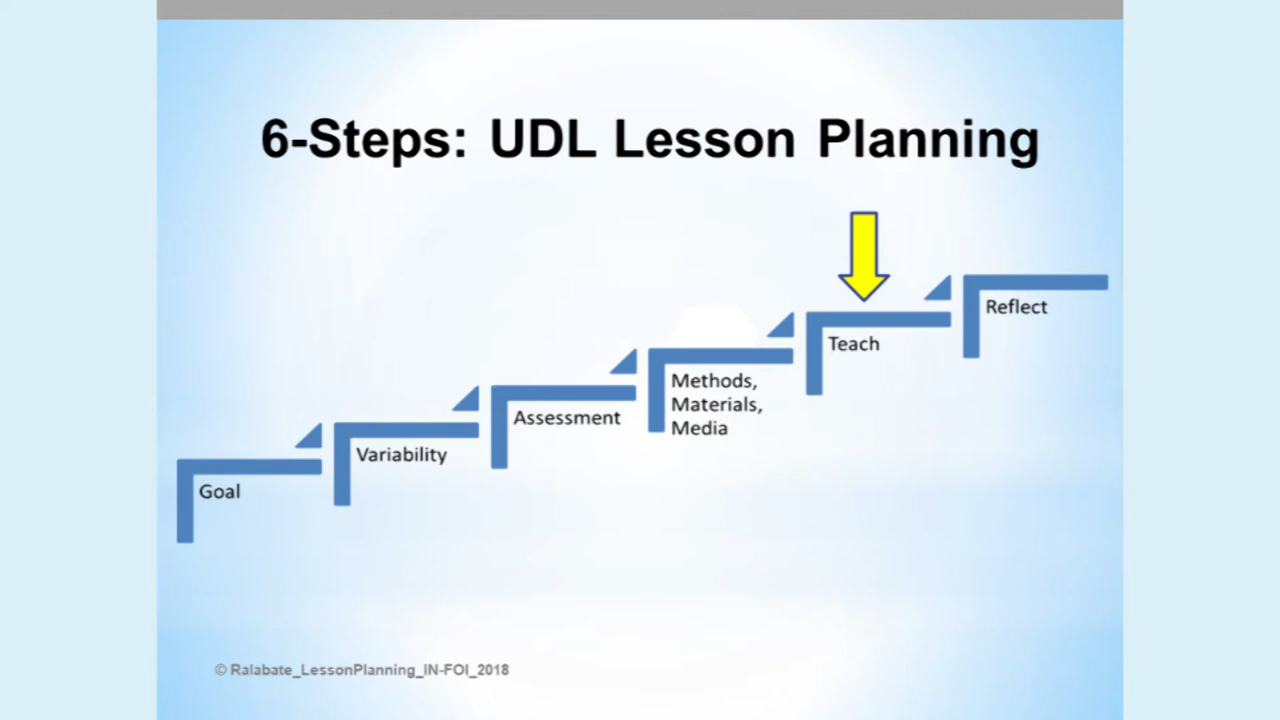 6-Steps: UDL Lesson Planning
Goal
Variability
Assessment
Methods,
Materials,
Media
Teach
Reflect
© Ralabate_LessonPlanning_IN-FOI_2018